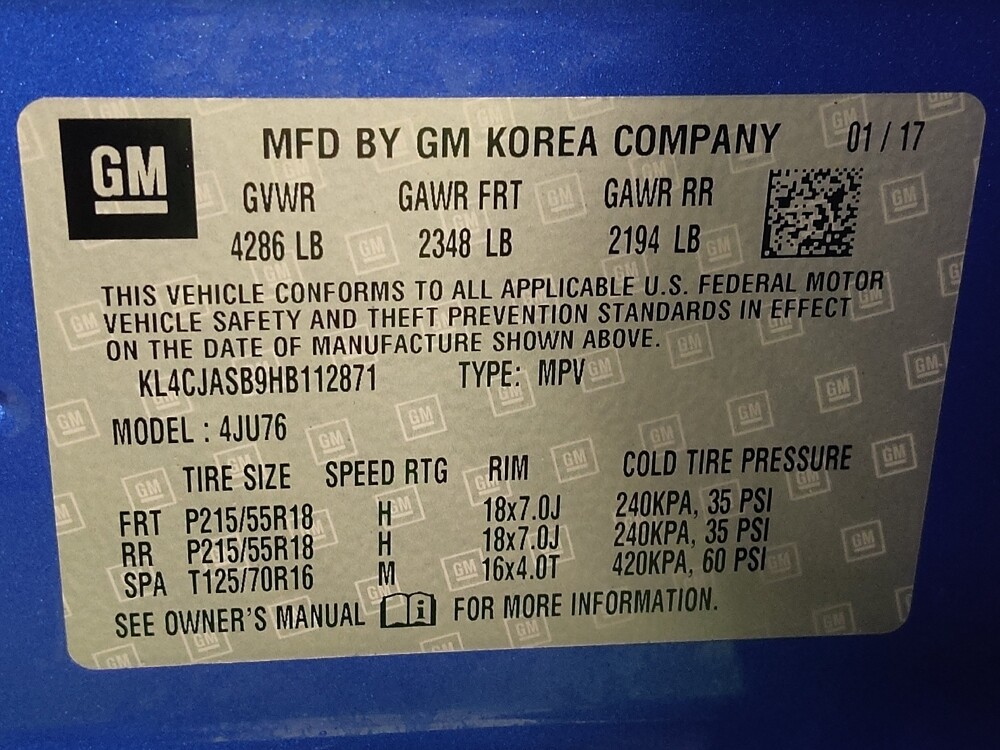 GM
MFD BY GM KOREA COMPANY 01 / 17
GVWR GAWR FRT GAWR RR
4286 LB 2348 LB 2194 LB
THIS VEHICLE CONFORMS TO ALL APPLICABLE U.S. FEDERAL MOTOR
VEHICLE SAFETY AND THEFT PREVENTION STANDARDS IN EFFECT
ON THE DATE OF MANUFACTURE SHOWN ABOVE.
KL4CJASB9HB112871 TYPE: MPV
MODEL : 4JU76
TIRE SIZE SPEED RTG RIM COLD TIRE PRESSURE
FRT P215/55R18 H 18x7.0J 240KPA, 35 PSI
RR P215/55R18 H 18x7.0J 240KPA, 35 PSI
SPA T125/70R16 M 16x4.0T 420KPA, 60 PSI
SEE OWNER'S MANUAL i FOR MORE INFORMATION.